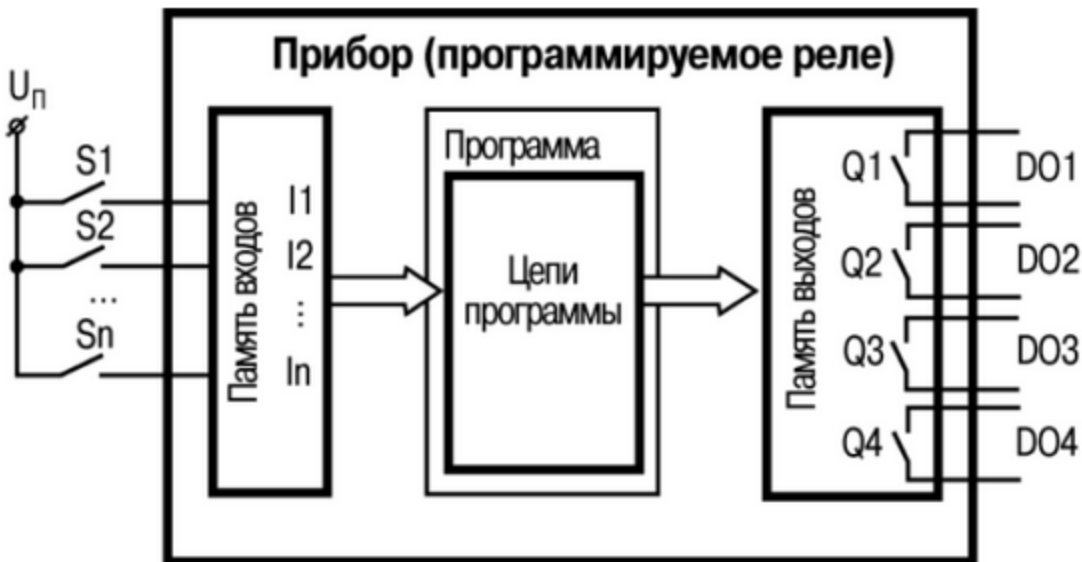 Прибор (программируемое реле)
Uп
S1
S2
...
Sn
Память входов
I1
I2
...
In
Программа
Цепи
программы
Память выходов
Q1
Q2
Q3
Q4
DO1
DO2
DO3
DO4